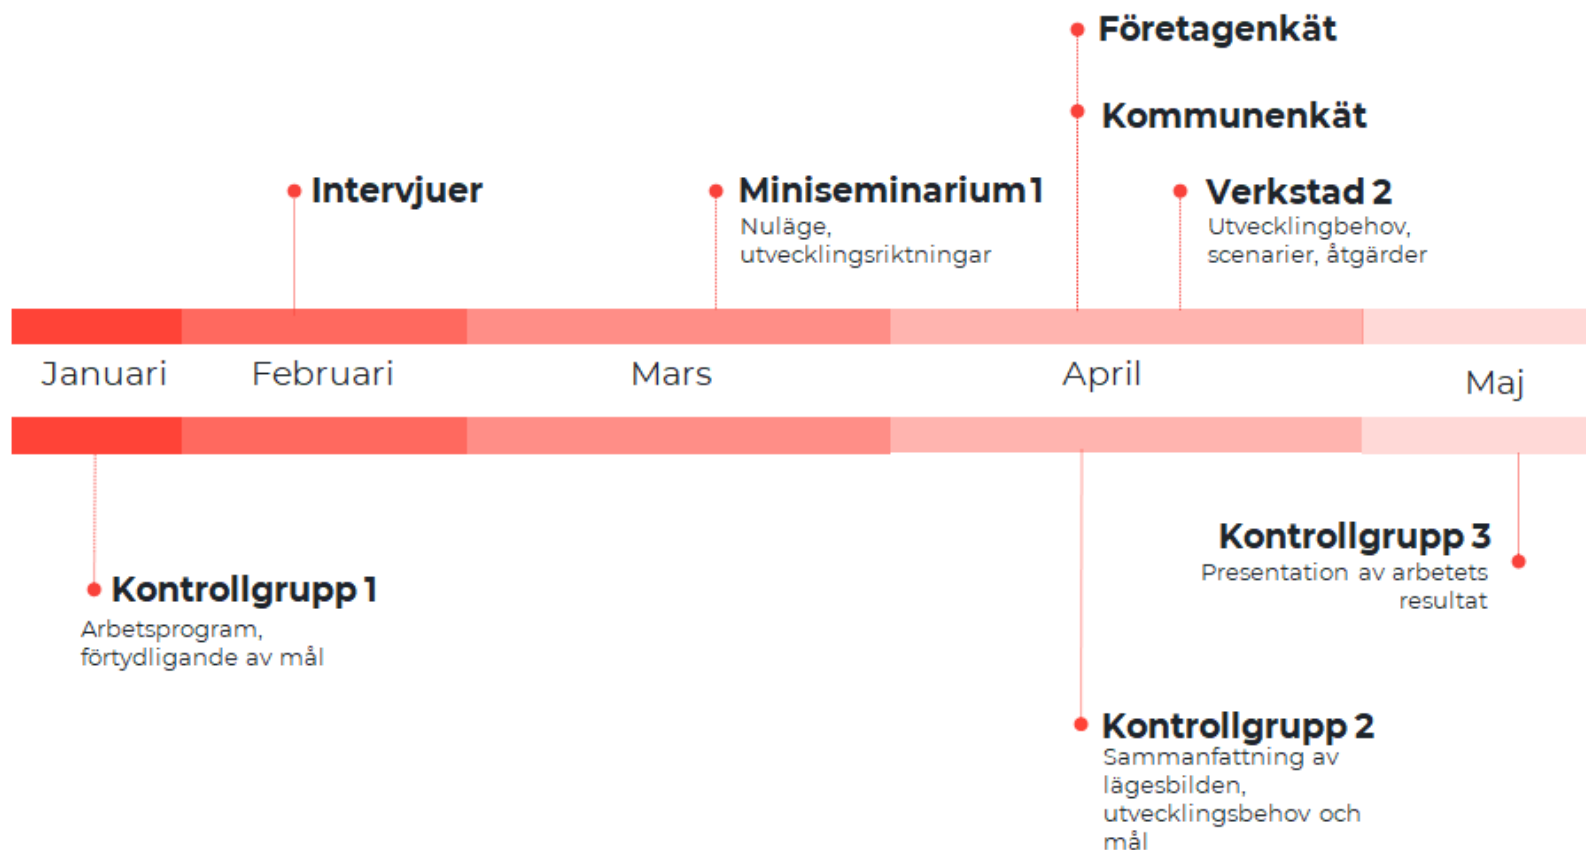 Företagenkät
Kommunenkät
Intervjuer
Miniseminarium 1
Nuläge,
utvecklingsriktningar
Verkstad 2
Utvecklingbehov,
scenarier, åtgärder
Januari
Februari
Mars
April
Maj
Kontrollgrupp 1
Arbetsprogram,
förtydligande av mål
Kontrollgrupp 3
Presentation av arbetets
resultat
Kontrollgrupp 2
Sammanfattning av
lägesbilden,
utvecklingsbehov och
mål